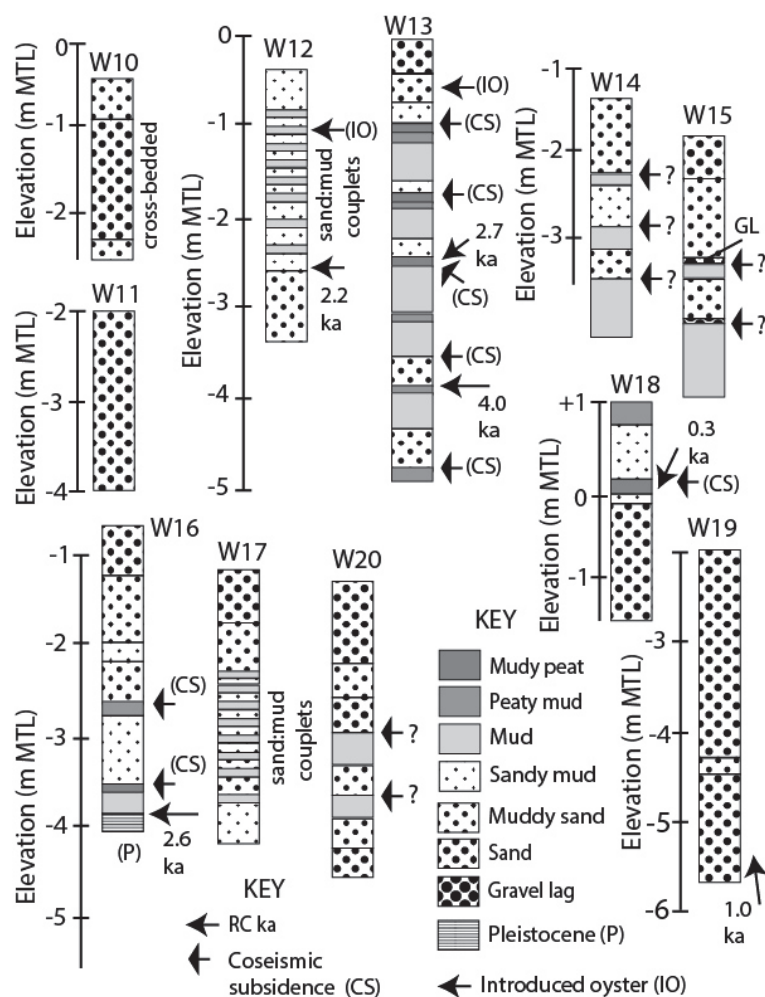 W10
Elevation (m MTL)
0
-1
-2
cross-bedded
W11
Elevation (m MTL)
-2
-3
-4
W12
Elevation (m MTL)
0
-1
-2
-3
-4
-5
(IO)
sand:mud
couplets
2.2
ka
W13
(IO)
(CS)
(CS)
2.7
ka
(CS)
(CS)
4.0
ka
(CS)
W14
Elevation (m MTL)
-1
-2
-3
?
?
?
W15
GL
?
?
W18
Elevation (m MTL)
+1
0
-1
0.3
ka
(CS)
W16
Elevation (m MTL)
-1
-2
-3
-4
-5
(CS)
(CS)
(P)
2.6
ka
W17
sand:mud
couplets
W20
?
?
W19
Elevation (m MTL)
-3
-4
-5
-6
1.0
ka
KEY
Mudy peat
Peaty mud
Mud
Sandy mud
Muddy sand
Sand
Gravel lag
Pleistocene (P)
Introduced oyster (IO)
KEY
RC ka
Coseismic
subsidence (CS)